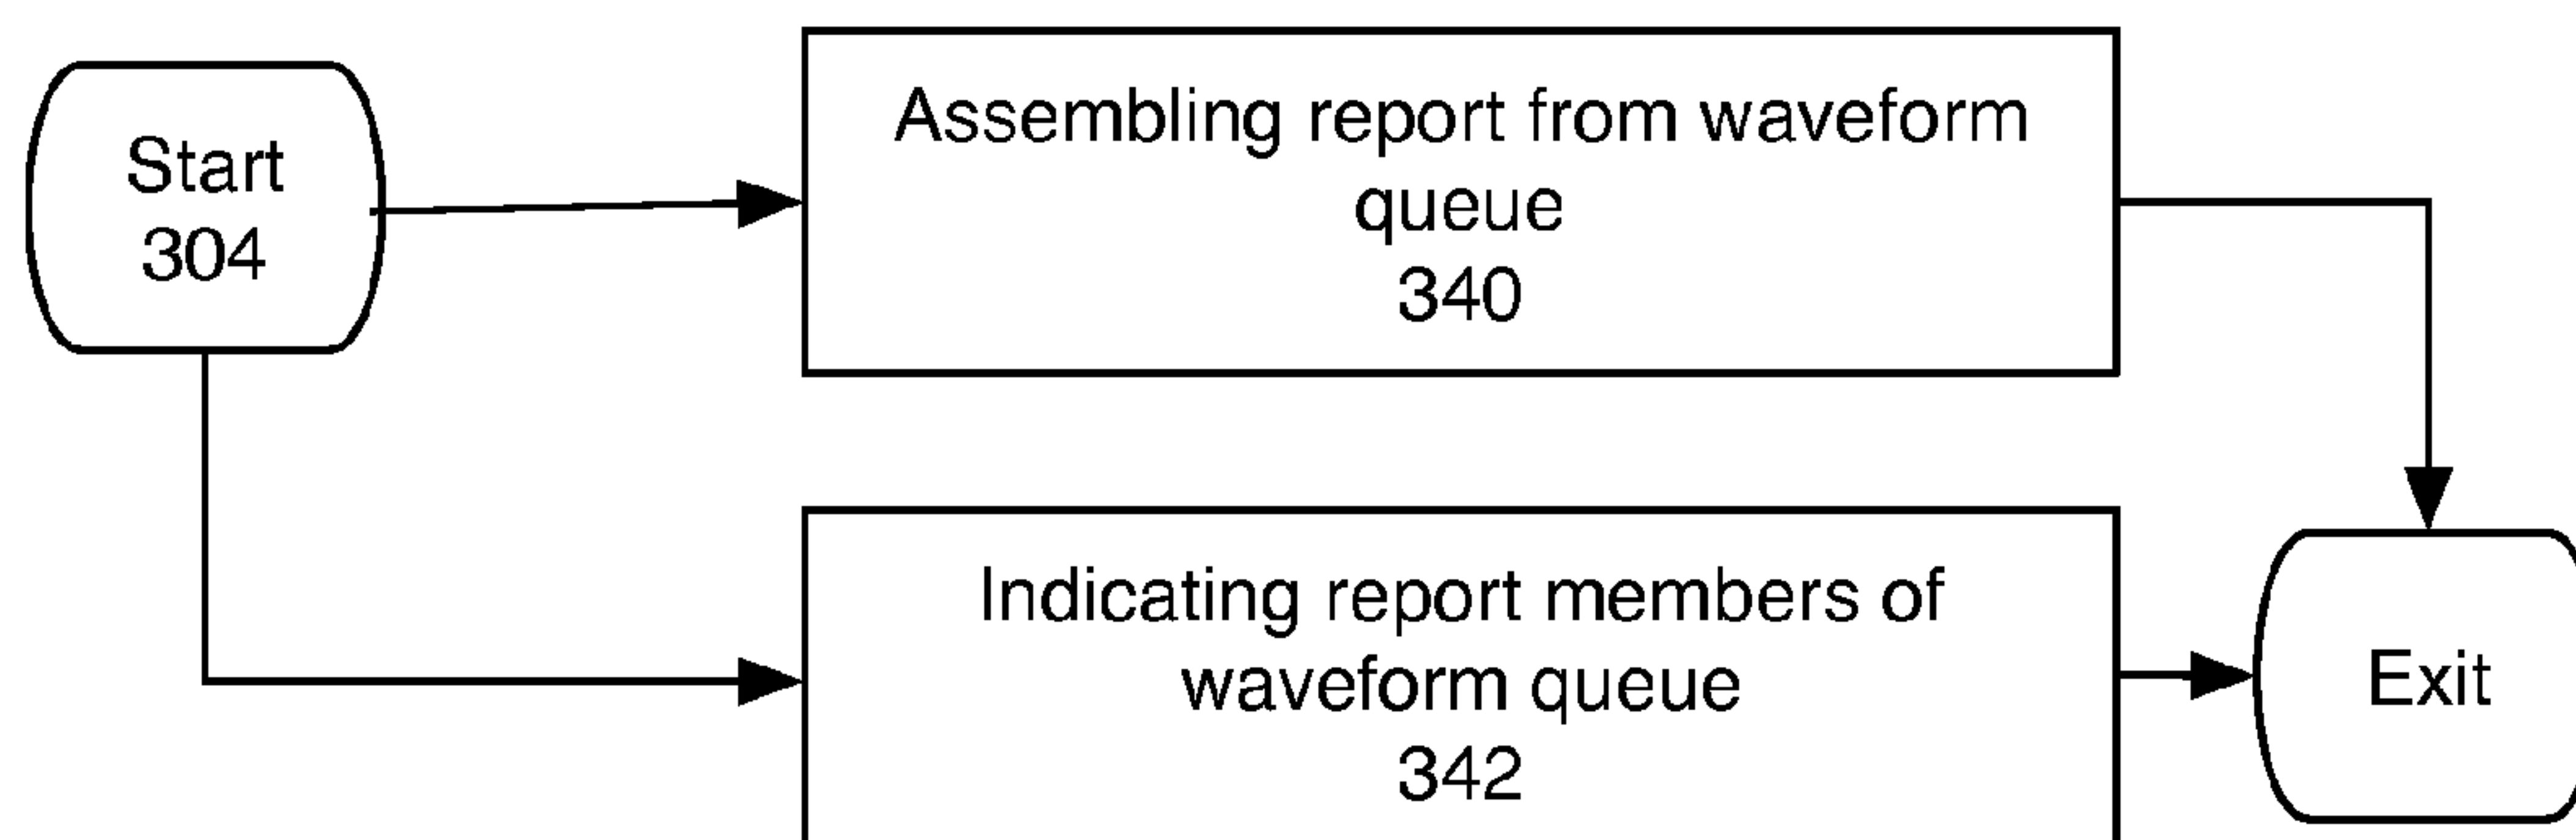 Start
304
Assembling report from waveform
queue
340
Indicating report members of
waveform queue
342
Exit